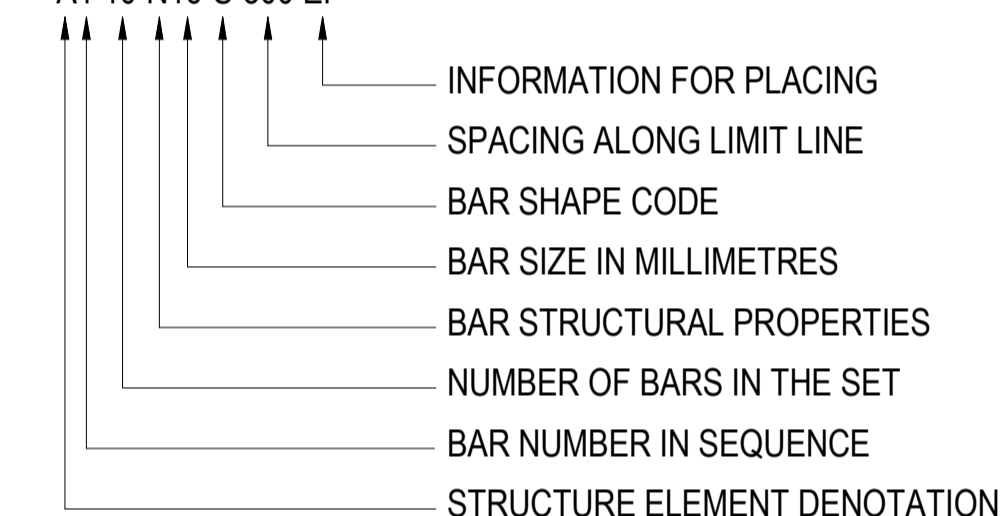 INFORMATION FOR PLACING
SPACING ALONG LIMIT LINE
BAR SHAPE CODE
BAR SIZE IN MILLIMETRES
BAR STRUCTURAL PROPERTIES
NUMBER OF BARS IN THE SET
BAR NUMBER IN SEQUENCE
STRUCTURE ELEMENT DENOTATION